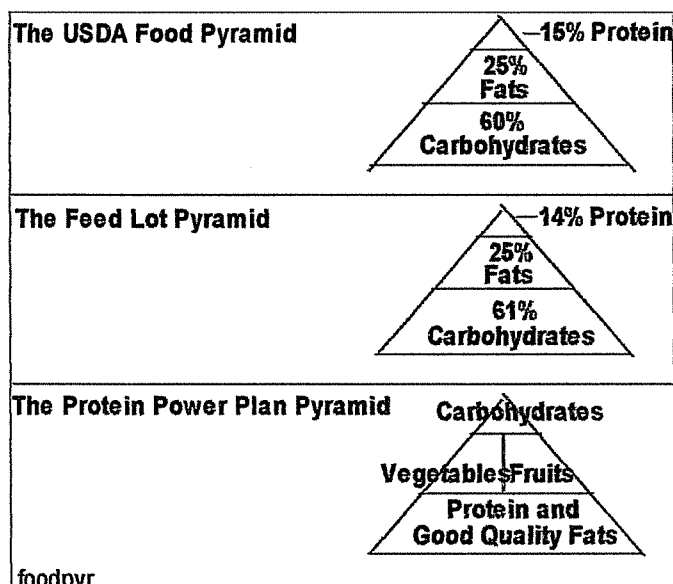 The USDA Food Pyramid
15% Protein
25%
Fats
60%
Carbohydrates
The Feed Lot Pyramid
14% Protein
25%
Fats
61%
Carbohydrates
The Protein Power Plan Pyramid
Carbohydrates
Vegetables Fruits
Protein and
Good Quality Fats
foodpyr